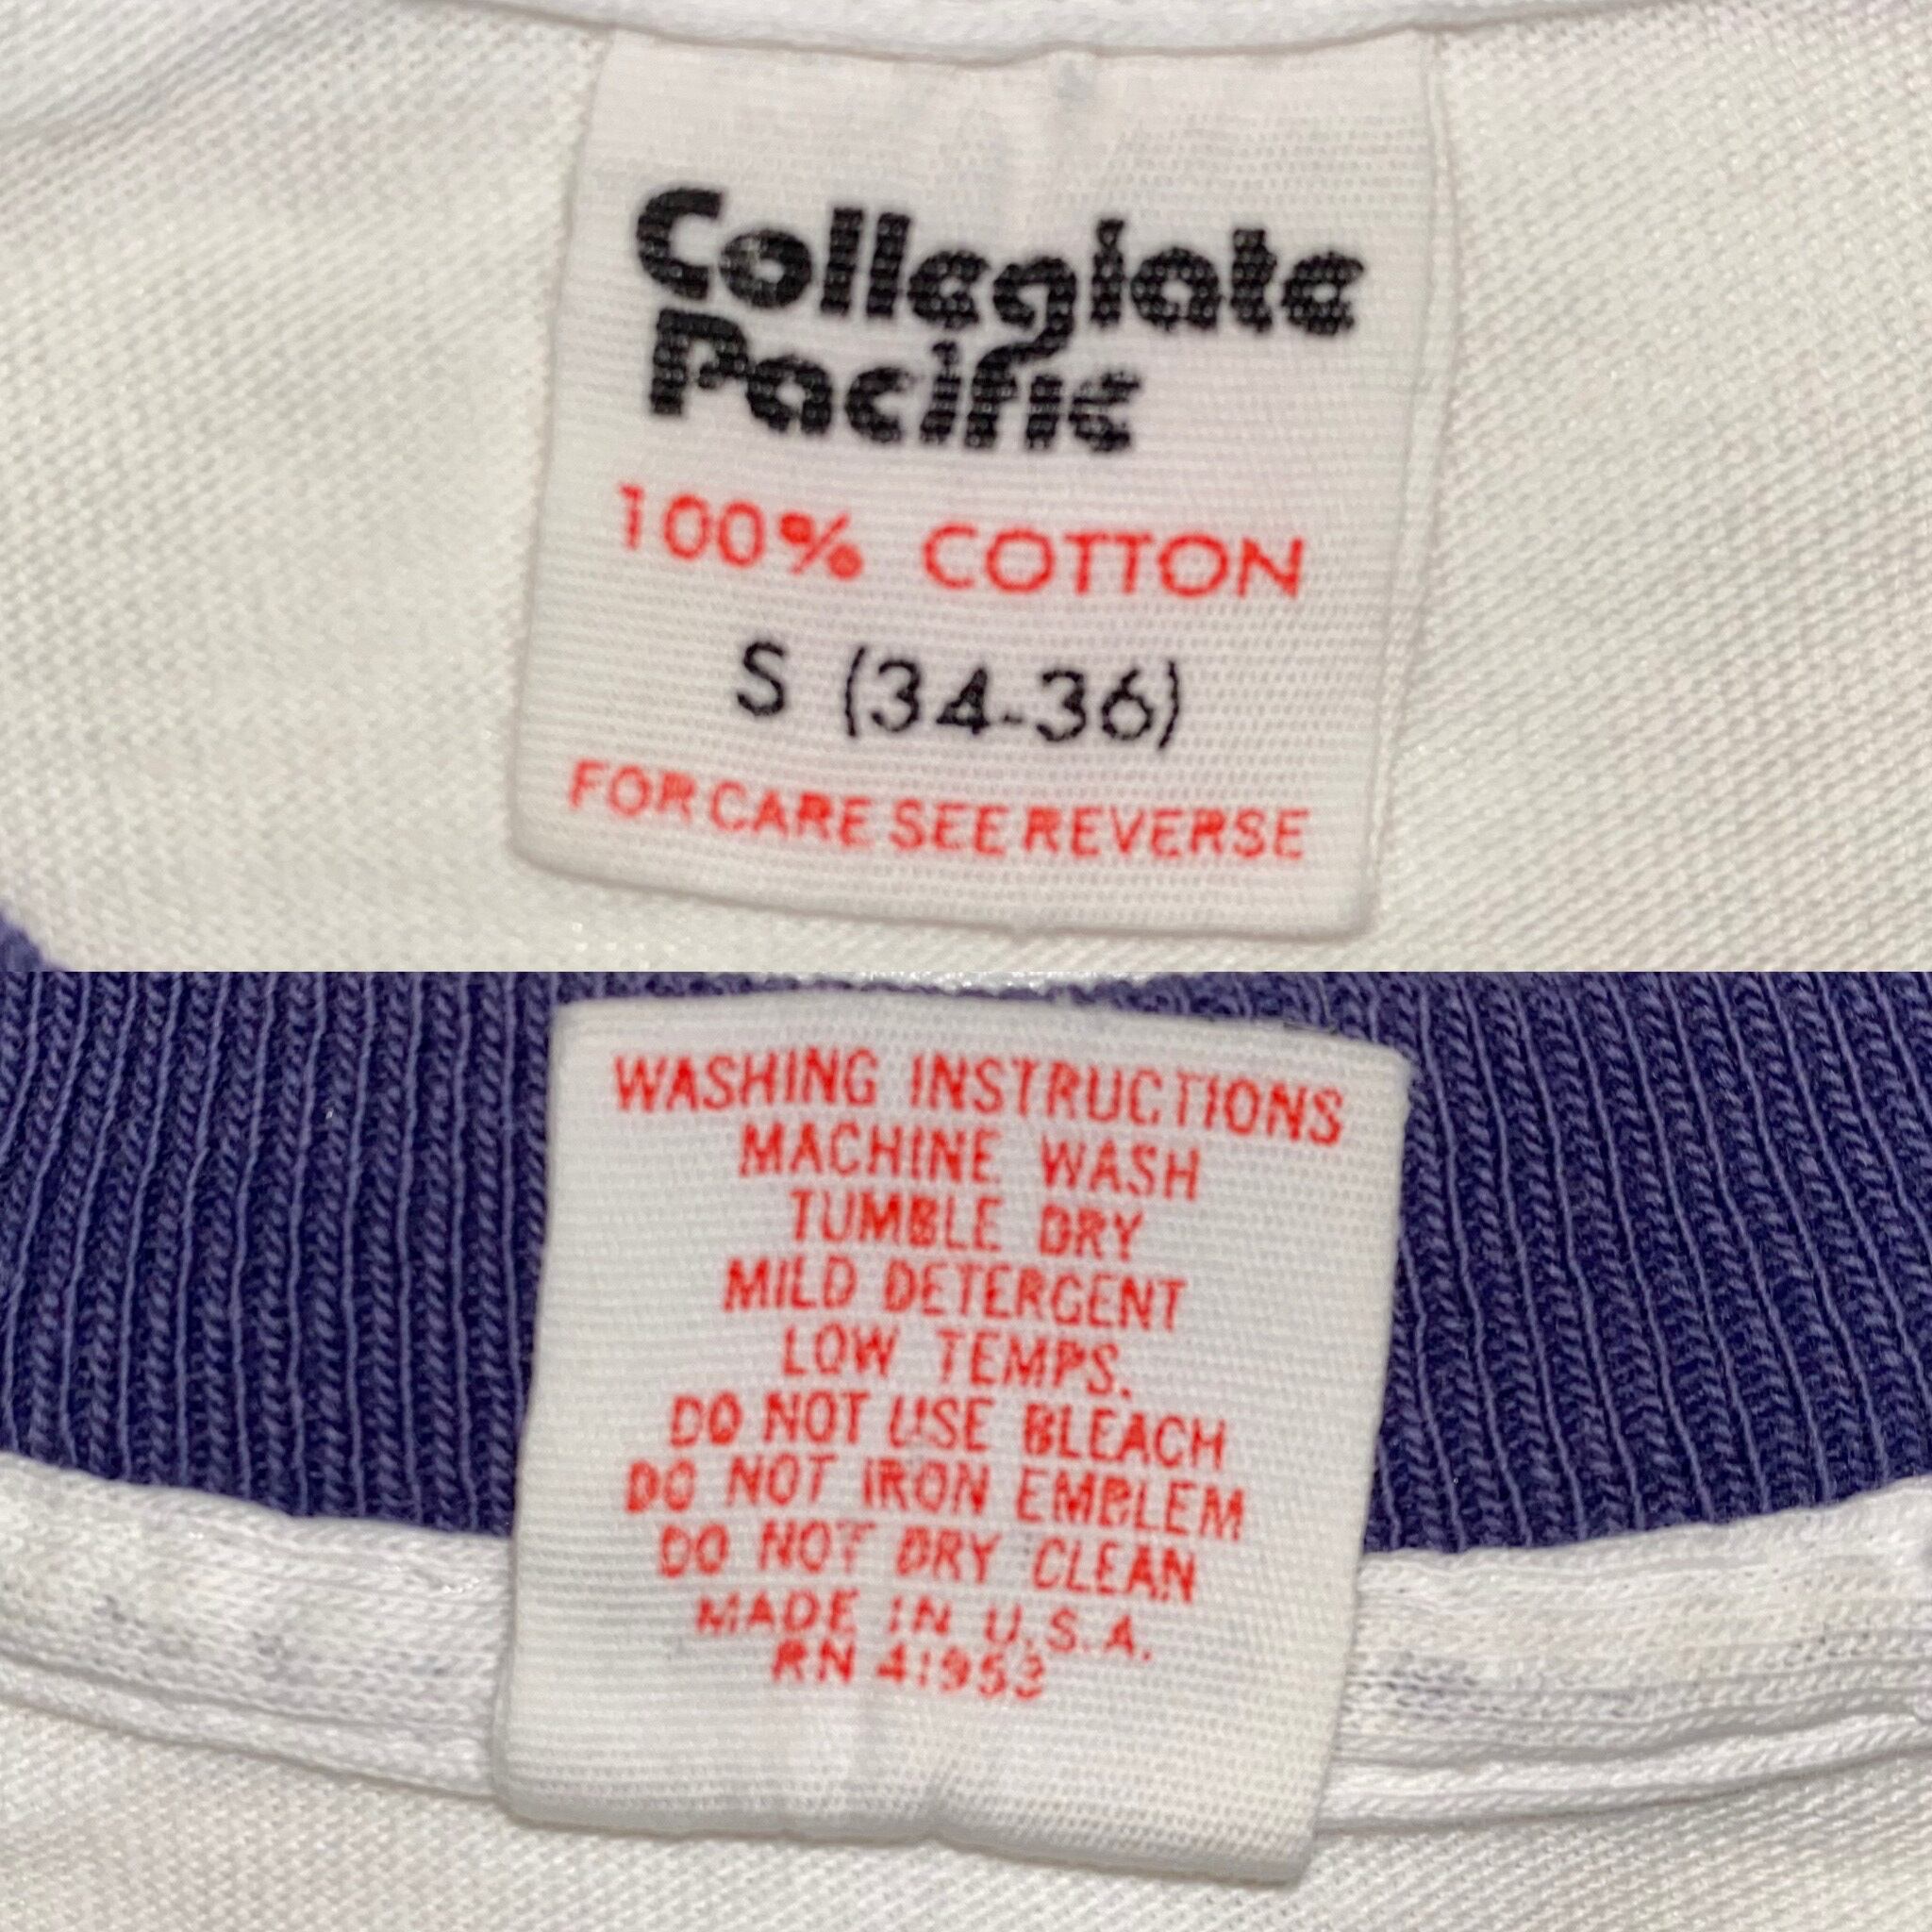 Collegiate
Pacific
100% COTTON
S (34-36)
FOR CARE SEE REVERSE
WASHING INSTRUCTIONS
MACHINE WASH
TUMBLE DRY
MILD DETERGENT
LOW TEMPS.
DO NOT USE BLEACH
DO NOT IRON EMBLEM
DO NOT DRY CLEAN
MADE IN U.S.A.
RN 41953